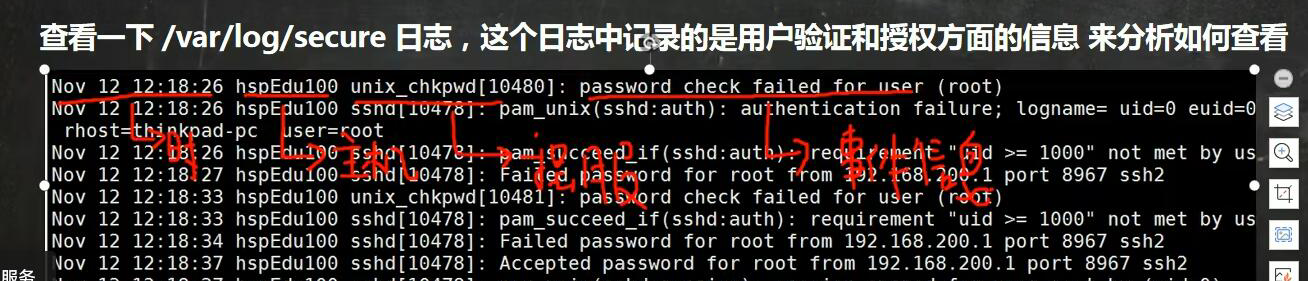 查看一下 /var/log/secure 日志，这个日志中记录的是用户验证和授权方面的信息 来分析如何查看
Nov 12 12:18:26 hspEdu100 unix_chkpwd[10480]: password check failed for user (root)
Nov 12 12:18:26 hspEdu100 sshd[10478]: pam_unix(sshd:auth): authentication failure; logname= uid=0 euid=0
rhost=thinkpad-pc user=root
时 主机 程服 事件信息
Nov 12 12:18:26 hspEdu100 sshd[10478]: pam_succeed_if(sshd:auth): requirement "uid >= 1000" not met by us
Nov 12 12:18:27 hspEdu100 sshd[10478]: Failed password for root from 192.168.200.1 port 8967 ssh2
Nov 12 12:18:33 hspEdu100 unix_chkpwd[10481]: password check failed for user (root)
Nov 12 12:18:33 hspEdu100 sshd[10478]: pam_succeed_if(sshd:auth): requirement "uid >= 1000" not met by us
Nov 12 12:18:34 hspEdu100 sshd[10478]: Failed password for root from 192.168.200.1 port 8967 ssh2
Nov 12 12:18:37 hspEdu100 sshd[10478]: Accepted password for root from 192.168.200.1 port 8967 ssh2
服务